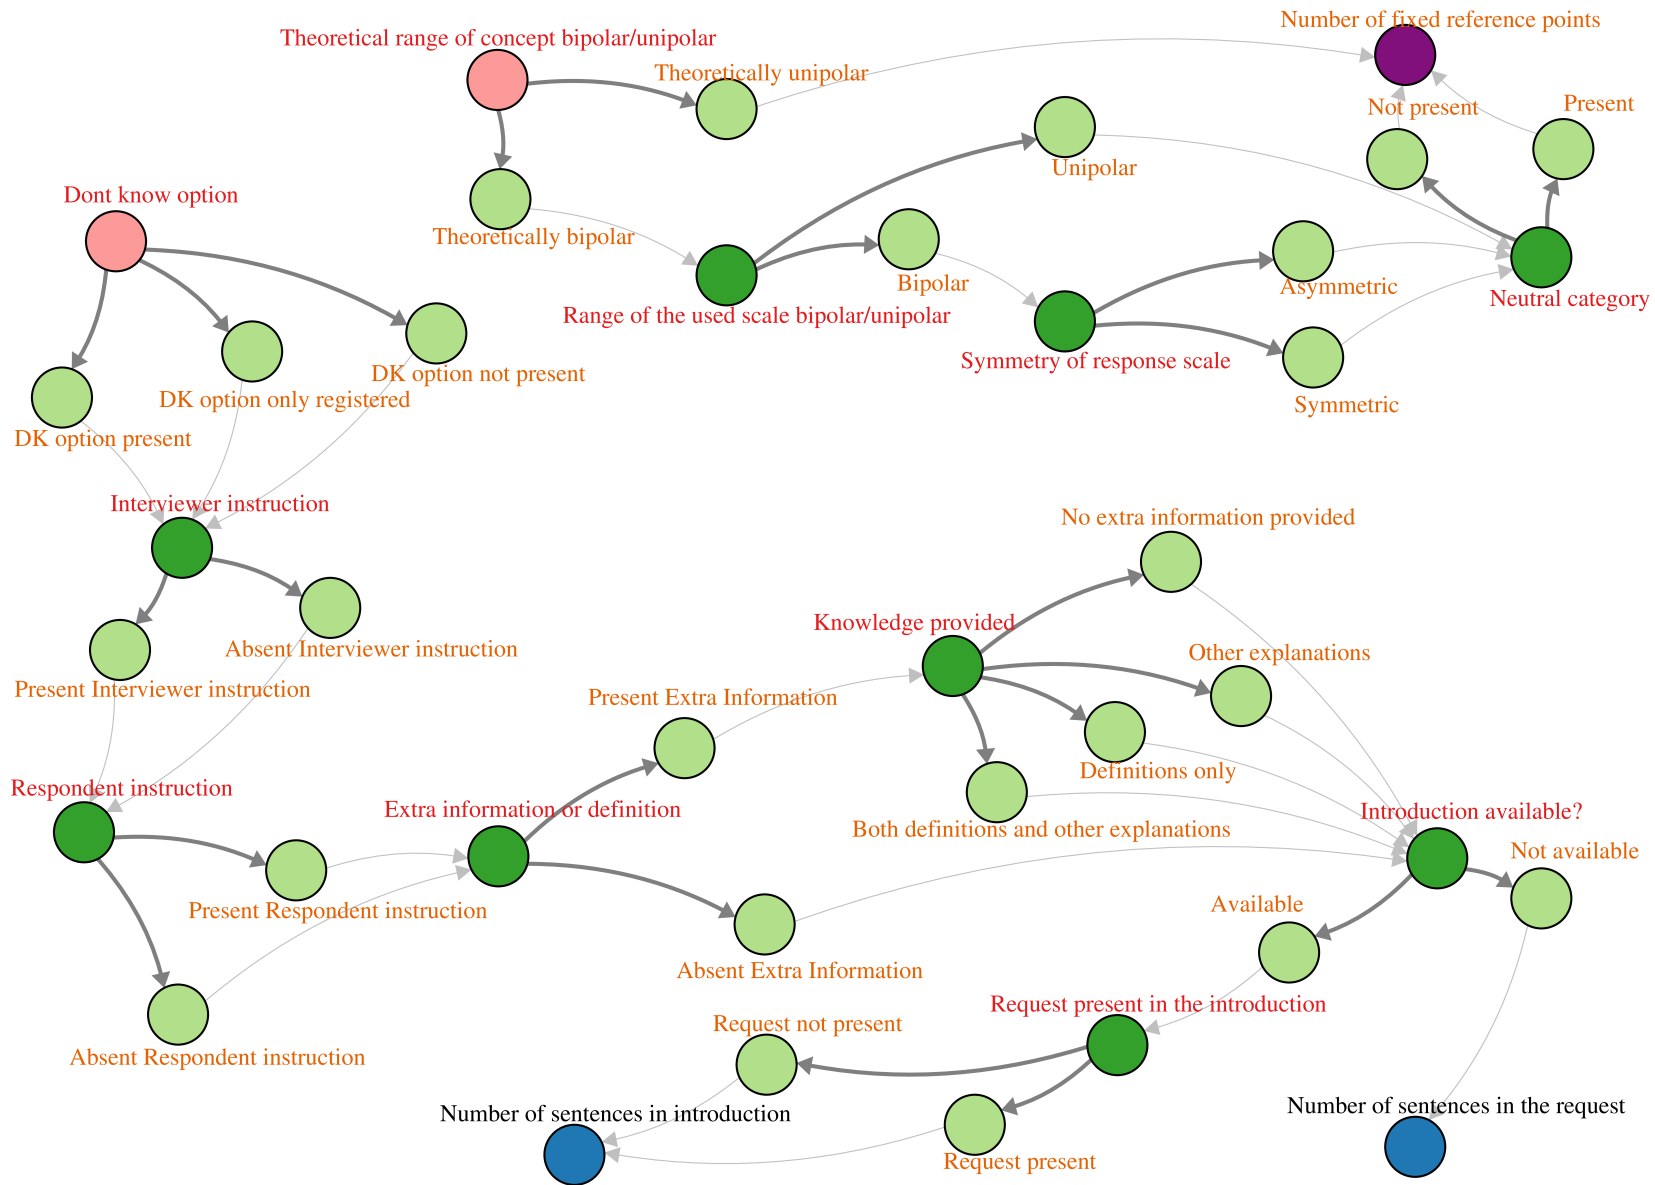 Number of fixed reference points
Theoretical range of concept bipolar/unipolar
Theoretically unipolar
Not present
Present
Unipolar
Dont know option
Theoretically bipolar
Bipolar
Asymmetric
Neutral category
Range of the used scale bipolar/unipolar
Symmetry of response scale
DK option not present
DK option only registered
Symmetric
DK option present
Interviewer instruction
No extra information provided
Knowledge provided
Absent Interviewer instruction
Other explanations
Present Interviewer instruction
Present Extra Information
Definitions only
Respondent instruction
Extra information or definition
Introduction available?
Both definitions and other explanations
Not available
Available
Present Respondent instruction
Absent Extra Information
Request present in the introduction
Request not present
Absent Respondent instruction
Number of sentences in the request
Number of sentences in introduction
Request present